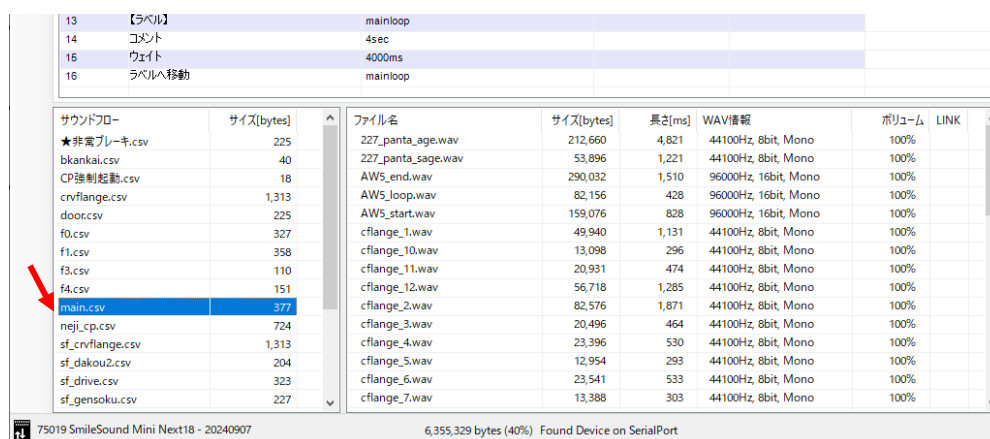 13 【ラベル】 mainloop
14 コメント 4sec
15 ウェイト 4000ms
16 ラベルへ移動 mainloop
サウンドフロー サイズ[bytes]
★非常ブレーキ.csv 225
bkankai.csv 40
CP強制起動.csv 18
crvflange.csv 1,313
door.csv 225
f0.csv 327
f1.csv 358
f3.csv 110
f4.csv 151
main.csv 377
neji_cp.csv 724
sf_crvflange.csv 1,313
sf_dakou2.csv 204
sf_drive.csv 323
sf_gensoku.csv 227
ファイル名 サイズ[bytes] 長さ[ms] WAV情報 ボリューム LINK
227_panta_age.wav 212,660 4,821 44100Hz, 8bit, Mono 100%
227_panta_sage.wav 53,896 1,221 44100Hz, 8bit, Mono 100%
AW5_end.wav 290,032 1,510 96000Hz, 16bit, Mono 100%
AW5_loop.wav 82,156 428 96000Hz, 16bit, Mono 100%
AW5_start.wav 159,076 828 96000Hz, 16bit, Mono 100%
cflange_1.wav 49,940 1,131 44100Hz, 8bit, Mono 100%
cflange_10.wav 13,098 296 44100Hz, 8bit, Mono 100%
cflange_11.wav 20,931 474 44100Hz, 8bit, Mono 100%
cflange_12.wav 56,718 1,285 44100Hz, 8bit, Mono 100%
cflange_2.wav 82,576 1,871 44100Hz, 8bit, Mono 100%
cflange_3.wav 20,496 464 44100Hz, 8bit, Mono 100%
cflange_4.wav 23,396 530 44100Hz, 8bit, Mono 100%
cflange_5.wav 12,954 293 44100Hz, 8bit, Mono 100%
cflange_6.wav 23,541 533 44100Hz, 8bit, Mono 100%
cflange_7.wav 13,388 303 44100Hz, 8bit, Mono 100%
75019 SmileSound Mini Next18 - 20240907 6,355,329 bytes (40%) Found Device on SerialPort